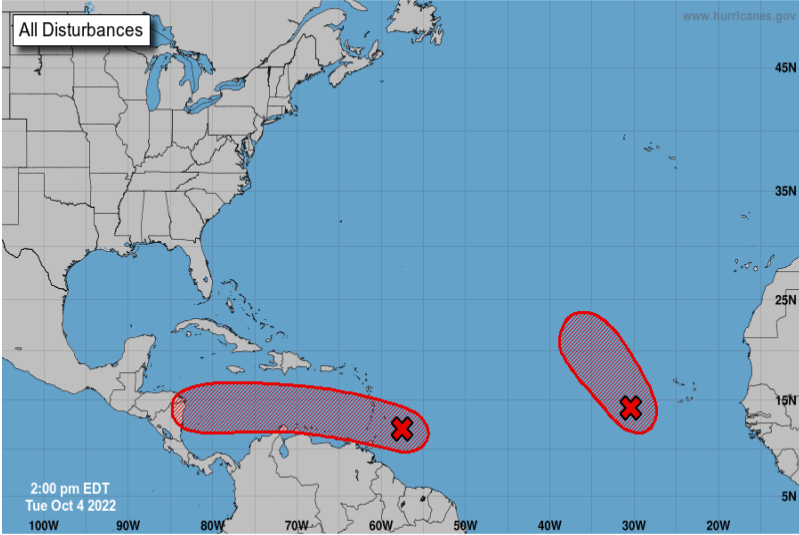 All Disturbances
www.hurricanes.gov
45N
35N
25N
15N
5N
2:00 pm EDT
Tue Oct 4 2022
100W 90W 80W 70W 60W 50W 40W 30W 20W